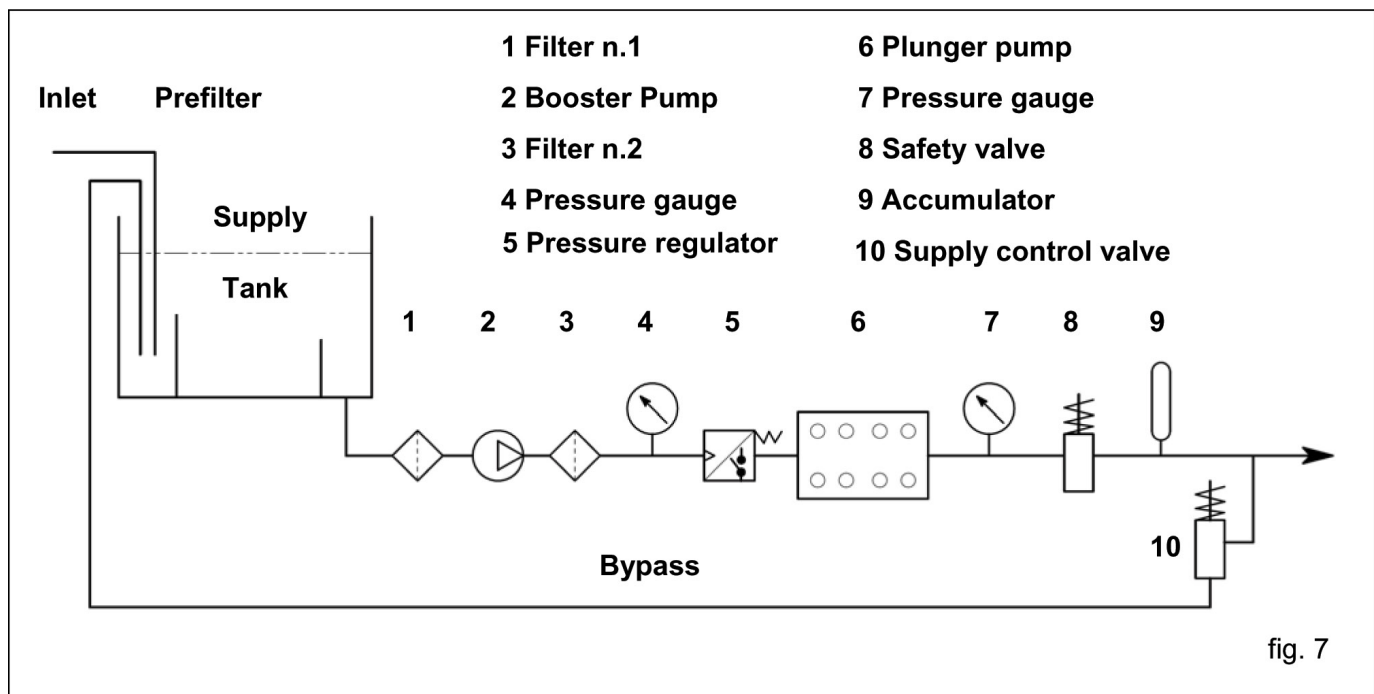 1 Filter n.1
2 Booster Pump
3 Filter n.2
4 Pressure gauge
5 Pressure regulator
6 Plunger pump
7 Pressure gauge
8 Safety valve
9 Accumulator
10 Supply control valve
Inlet
Prefilter
Supply
Tank
1 2 3 4 5 6 7 8 9
10
Bypass
fig. 7